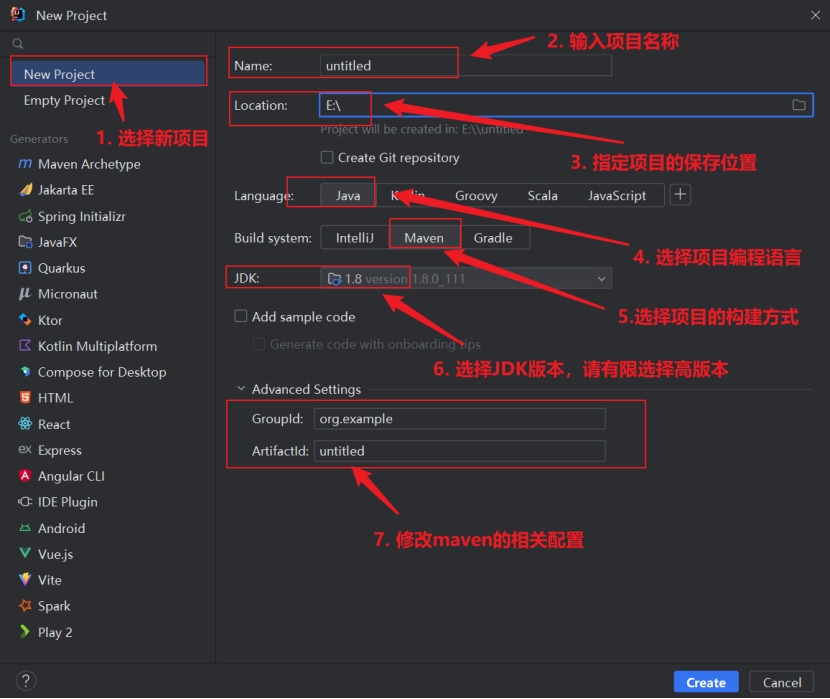 New Project
New Project
Empty Project
1. 选择新项目
Generators
Maven Archetype
Jakarta EE
Spring Initializr
JavaFX
Quarkus
Micronaut
Ktor
Kotlin Multiplatform
Compose for Desktop
HTML
React
Express
Angular CLI
IDE Plugin
Android
Vue.js
Vite
Spark
Play 2
2. 输入项目名称
Name: untitled
Location: E:\
Project will be created in: E:\\untitled
3. 指定项目的保存位置
Create Git repository
Language: Java Kotlin Groovy Scala JavaScript +
Build system: IntelliJ Maven Gradle
4. 选择项目编程语言
JDK: 1.8 version 1.8.0_111
5.选择项目的构建方式
Add sample code
Generate code with onboarding tips
6. 选择JDK版本，请有限选择高版本
Advanced Settings
GroupId: org.example
ArtifactId: untitled
7. 修改maven的相关配置
? Create Cancel